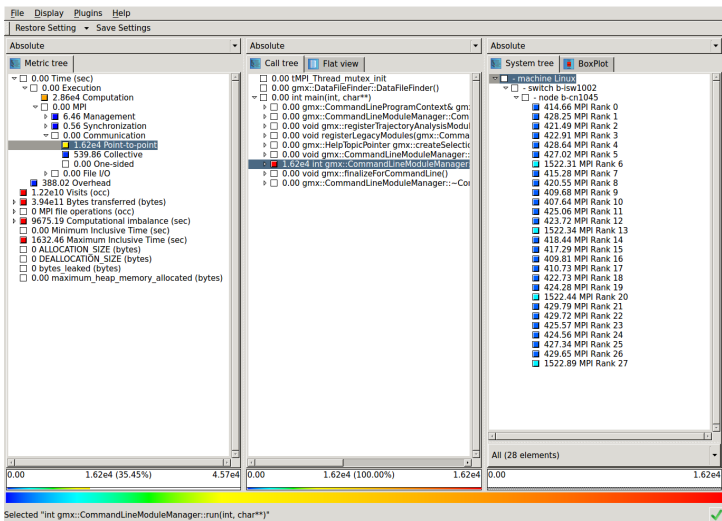 File Display Plugins Help
Restore Setting Save Settings
Absolute
Metric tree
0.00 Time (sec)
0.00 Execution
2.86e4 Computation
0.00 MPI
6.46 Management
0.56 Synchronization
0.00 Communication
1.62e4 Point-to-point
539.86 Collective
0.00 One-sided
0.00 File I/O
388.02 Overhead
1.22e10 Visits (occ)
3.94e11 Bytes transferred (bytes)
0 MPI file operations (occ)
9675.19 Computational imbalance (sec)
0.00 Minimum Inclusive Time (sec)
1632.46 Maximum Inclusive Time (sec)
0 ALLOCATION_SIZE (bytes)
0 DEALLOCATION_SIZE (bytes)
0 bytes_leaked (bytes)
0.00 maximum_heap_memory_allocated (bytes)
0.00 1.62e4 (35.45%) 4.57e4
Absolute
Call tree Flat view
0.00 tMPI_Thread_mutex_init
0.00 gmx::DataFileFinder::DataFileFinder()
0.00 int main(int, char**)
0.00 gmx::CommandLineProgramContext& gmx
0.00 gmx::CommandLineModuleManager::Com
0.00 void gmx::registerTrajectoryAnalysisModul
0.00 void registerLegacyModules(gmx::Comma
0.00 gmx::HelpTopicPointer gmx::createSelectio
0.00 void gmx::CommandLineModuleManager::
1.62e4 int gmx::CommandLineModuleManager
0.00 void gmx::finalizeForCommandLine()
0.00 gmx::CommandLineModuleManager::~Co
0.00 1.62e4 (100.00%) 1.62e4
Absolute
System tree BoxPlot
- machine Linux
- switch b-isw1002
- node b-cn1045
414.66 MPI Rank 0
428.25 MPI Rank 1
421.49 MPI Rank 2
422.91 MPI Rank 3
428.64 MPI Rank 4
427.02 MPI Rank 5
1522.31 MPI Rank 6
415.28 MPI Rank 7
420.55 MPI Rank 8
409.68 MPI Rank 9
407.64 MPI Rank 10
425.06 MPI Rank 11
423.72 MPI Rank 12
1522.34 MPI Rank 13
418.44 MPI Rank 14
417.29 MPI Rank 15
409.81 MPI Rank 16
410.73 MPI Rank 17
422.73 MPI Rank 18
424.28 MPI Rank 19
1522.44 MPI Rank 20
429.79 MPI Rank 21
429.72 MPI Rank 22
425.57 MPI Rank 23
424.56 MPI Rank 24
427.34 MPI Rank 25
429.65 MPI Rank 26
1522.89 MPI Rank 27
All (28 elements)
0.00 1.62e4
Selected "int gmx::CommandLineModuleManager::run(int, char**)"